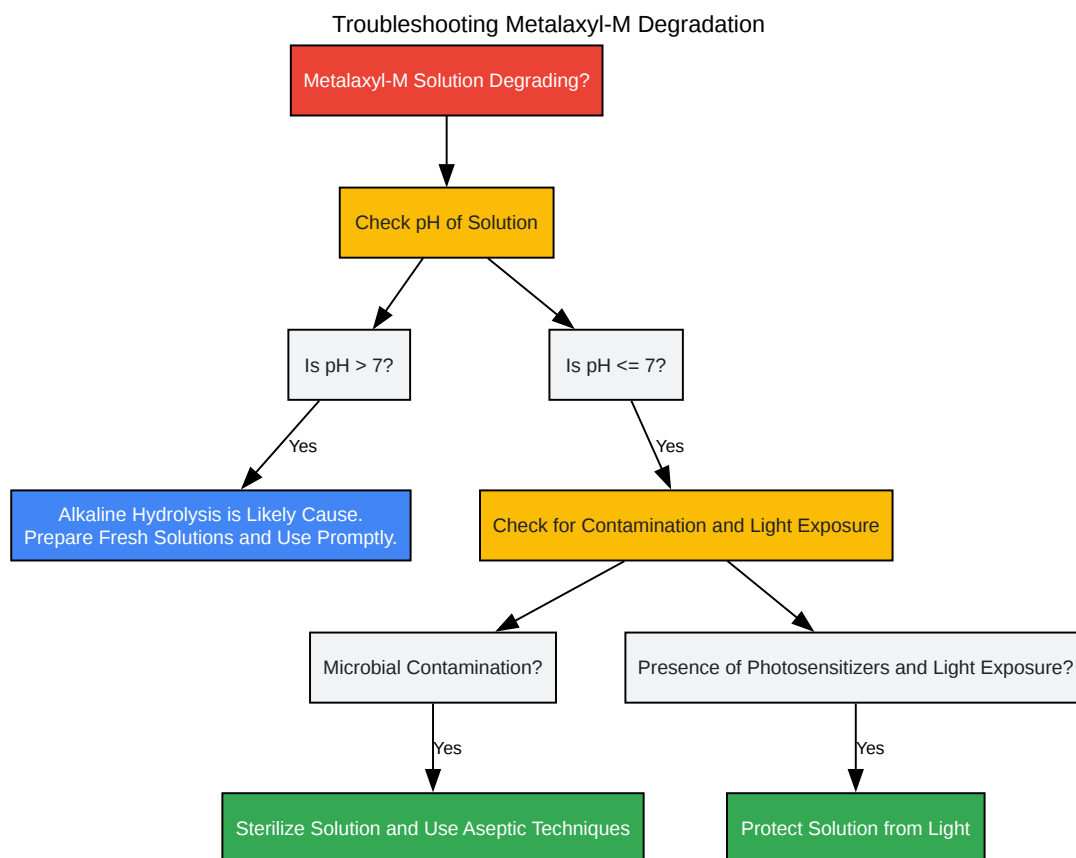 Troubleshooting Metalaxyl-M Degradation
Metalaxyl-M Solution Degrading?
Check pH of Solution
Is pH > 7?
Is pH <= 7?
Yes
Yes
Alkaline Hydrolysis is Likely Cause.
Prepare Fresh Solutions and Use Promptly.
Check for Contamination and Light Exposure
Microbial Contamination?
Presence of Photosensitizers and Light Exposure?
Yes
Yes
Sterilize Solution and Use Aseptic Techniques
Protect Solution from Light